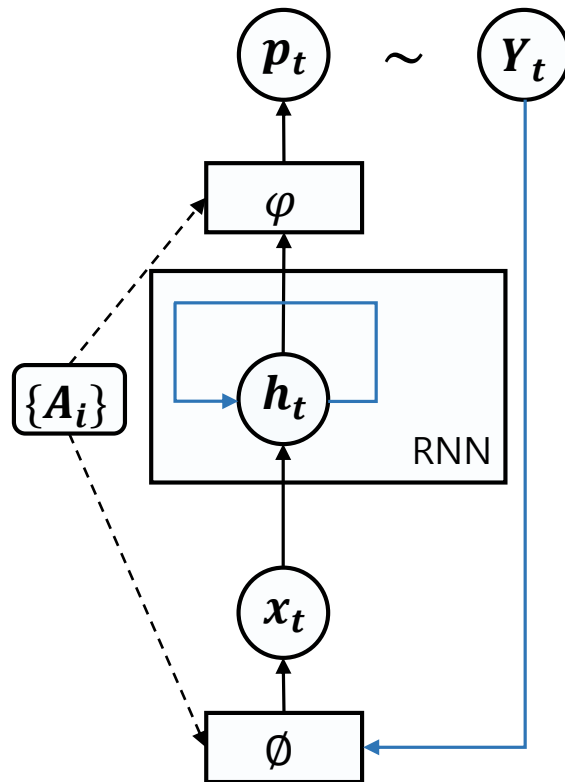 p_t ~ Y_t
φ
{A_i}
h_t
RNN
x_t
∅